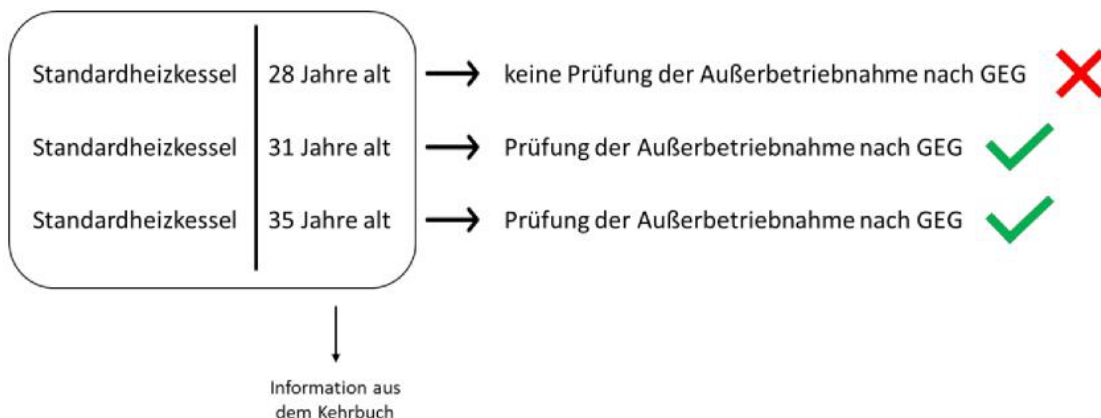 Standardheizkessel 28 Jahre alt keine Prüfung der Außerbetriebnahme nach GEG
Standardheizkessel 31 Jahre alt Prüfung der Außerbetriebnahme nach GEG
Standardheizkessel 35 Jahre alt Prüfung der Außerbetriebnahme nach GEG
Information aus
dem Kehrbuch